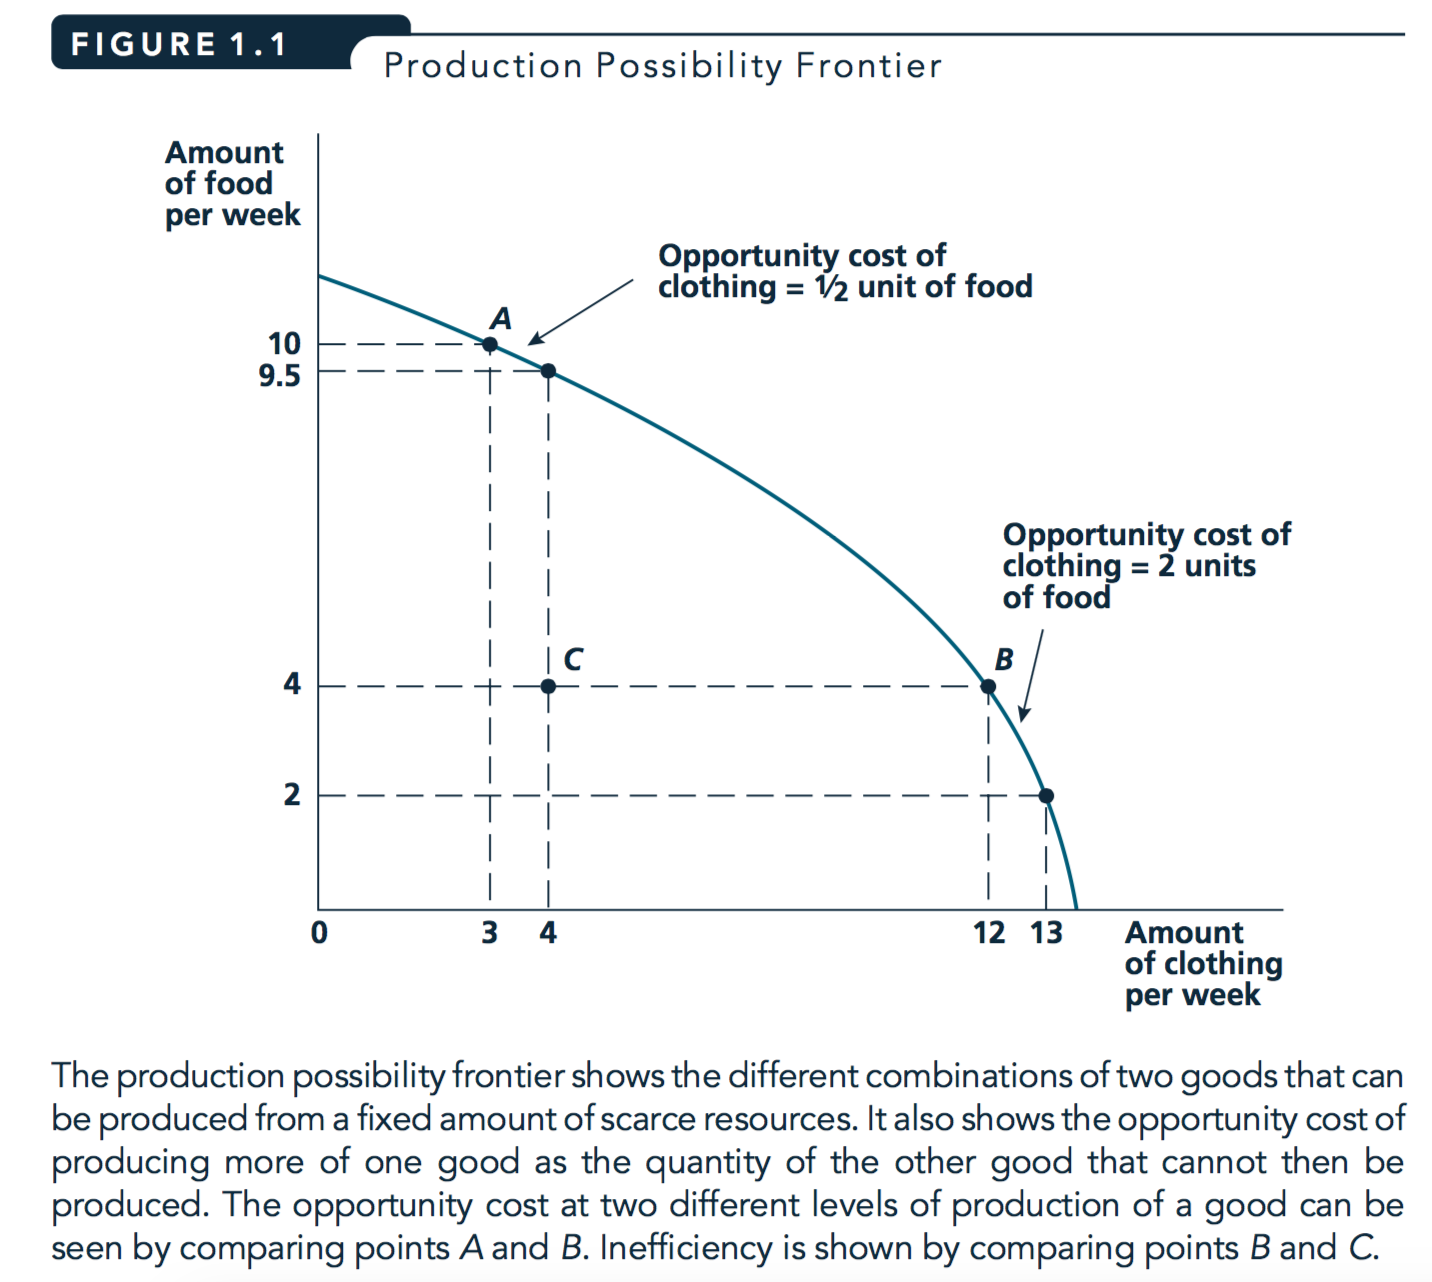 FIGURE 1.1
Production Possibility Frontier
Amount
of food
per week
Opportunity cost of
clothing = ½ unit of food
A
10
9.5
Opportunity cost of
clothing = 2 units
of food
C
B
4
2
0
3
4
12
13
Amount
of clothing
per week
The production possibility frontier shows the different combinations of two goods that can
be produced from a fixed amount of scarce resources. It also shows the opportunity cost of
producing more of one good as the quantity of the other good that cannot then be
produced. The opportunity cost at two different levels of production of a good can be
seen by comparing points A and B. Inefficiency is shown by comparing points B and C.